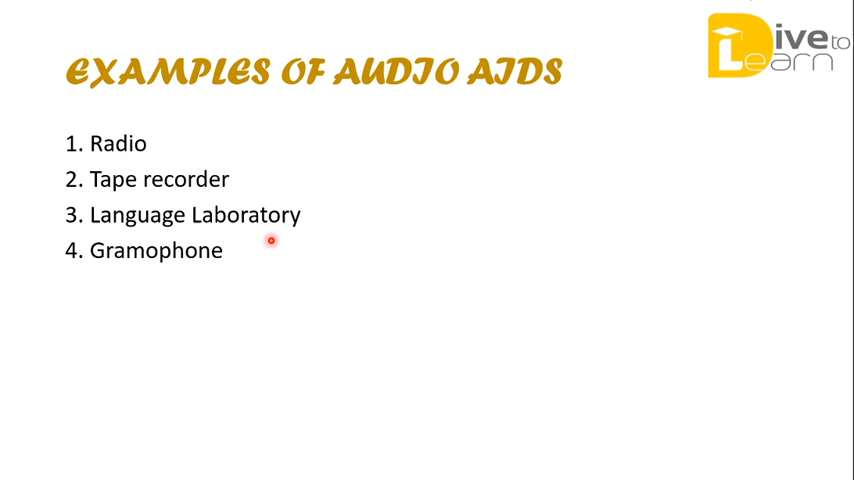 EXAMPLES OF AUDIO AIDS
Dive to
Learn
1. Radio
2. Tape recorder
3. Language Laboratory
4. Gramophone